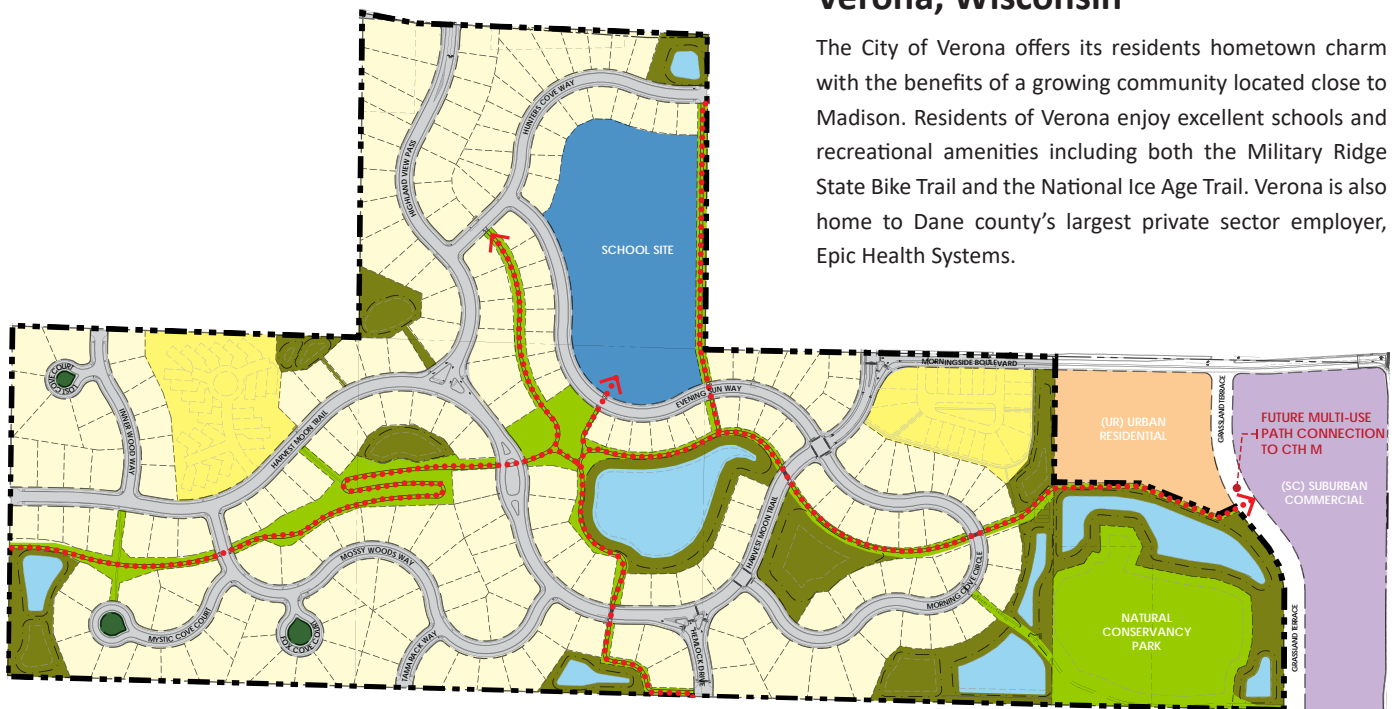 Verona, Wisconsin
The City of Verona offers its residents hometown charm
with the benefits of a growing community located close to
Madison. Residents of Verona enjoy excellent schools and
recreational amenities including both the Military Ridge
State Bike Trail and the National Ice Age Trail. Verona is also
home to Dane county's largest private sector employer,
Epic Health Systems.
HIGHLAND VIEW PASS
HUNTERS COVE WAY
SCHOOL SITE
MORNINGSIDE BOULEVARD
EVENING SUN WAY
INNER WOOD WAY
HARVEST MOON TRAIL
GRASSLAND TERRACE
(UR) URBAN
RESIDENTIAL
FUTURE MULTI-USE
PATH CONNECTION
TO CTH M
(SC) SUBURBAN
COMMERCIAL
HARVEST MOON TRAIL
MOSSY WOODS WAY
MORNING COVE CIRCLE
MYSTIC COVE COURT
FOX COVE COURT
TAMARACK WAY
HEMLOCK DRIVE
NATURAL
CONSERVANCY
PARK
GRASSLAND TERRACE